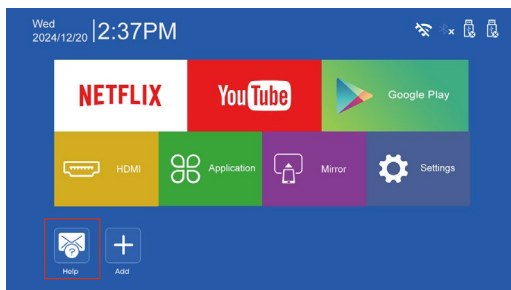 Wed
2024/12/20 2:37PM
NETFLIX YouTube Google Play
HDMI Application Mirror Settings
?
Help Add